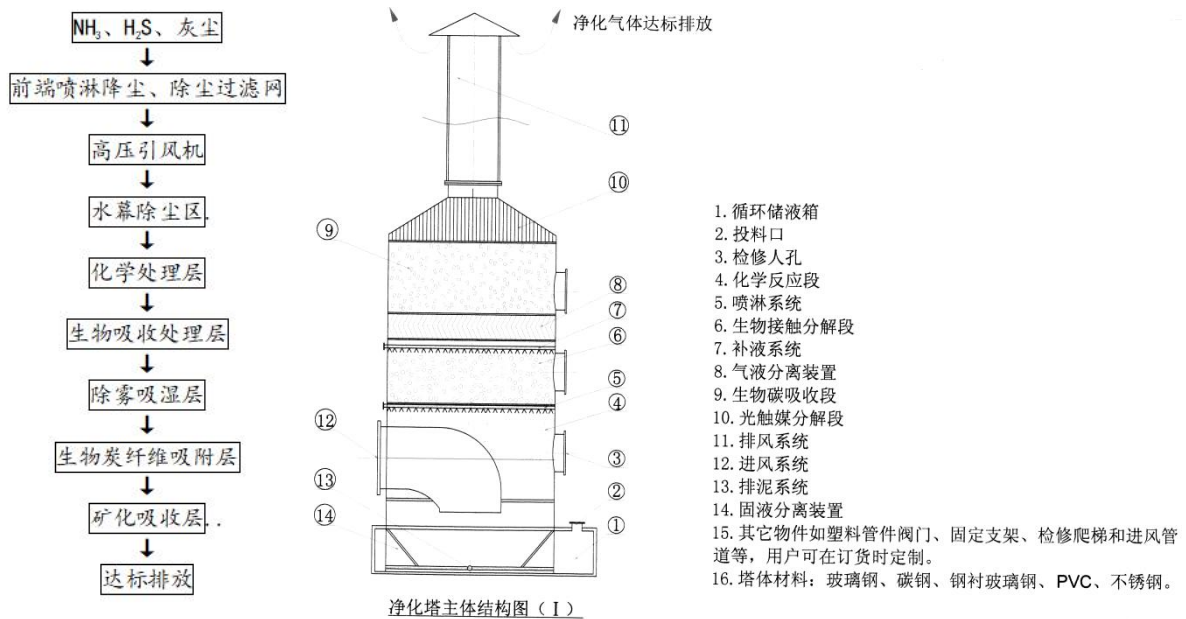 NH₃、H₂S、灰尘
前端喷淋降尘、除尘过滤网
高压引风机
水幕除尘区.
化学处理层
生物吸收处理层
除雾吸湿层
生物炭纤维吸附层
矿化吸收层..
达标排放
净化气体达标排放
⑪
⑩
⑨
⑧
⑦
⑥
⑤
④
⑫
③
⑬
②
⑭
①
净化塔主体结构图(Ⅰ)
1.循环储液箱
2.投料口
3.检修人孔
4.化学反应段
5.喷淋系统
6.生物接触分解段
7.补液系统
8.气液分离装置
9.生物碳吸收段
10.光触媒分解段
11.排风系统
12.进风系统
13.排泥系统
14.固液分离装置
15.其它物件如塑料管件阀门、固定支架、检修爬梯和进风管
道等，用户可在订货时定制。
16.塔体材料：玻璃钢、碳钢、钢衬玻璃钢、PVC、不锈钢。